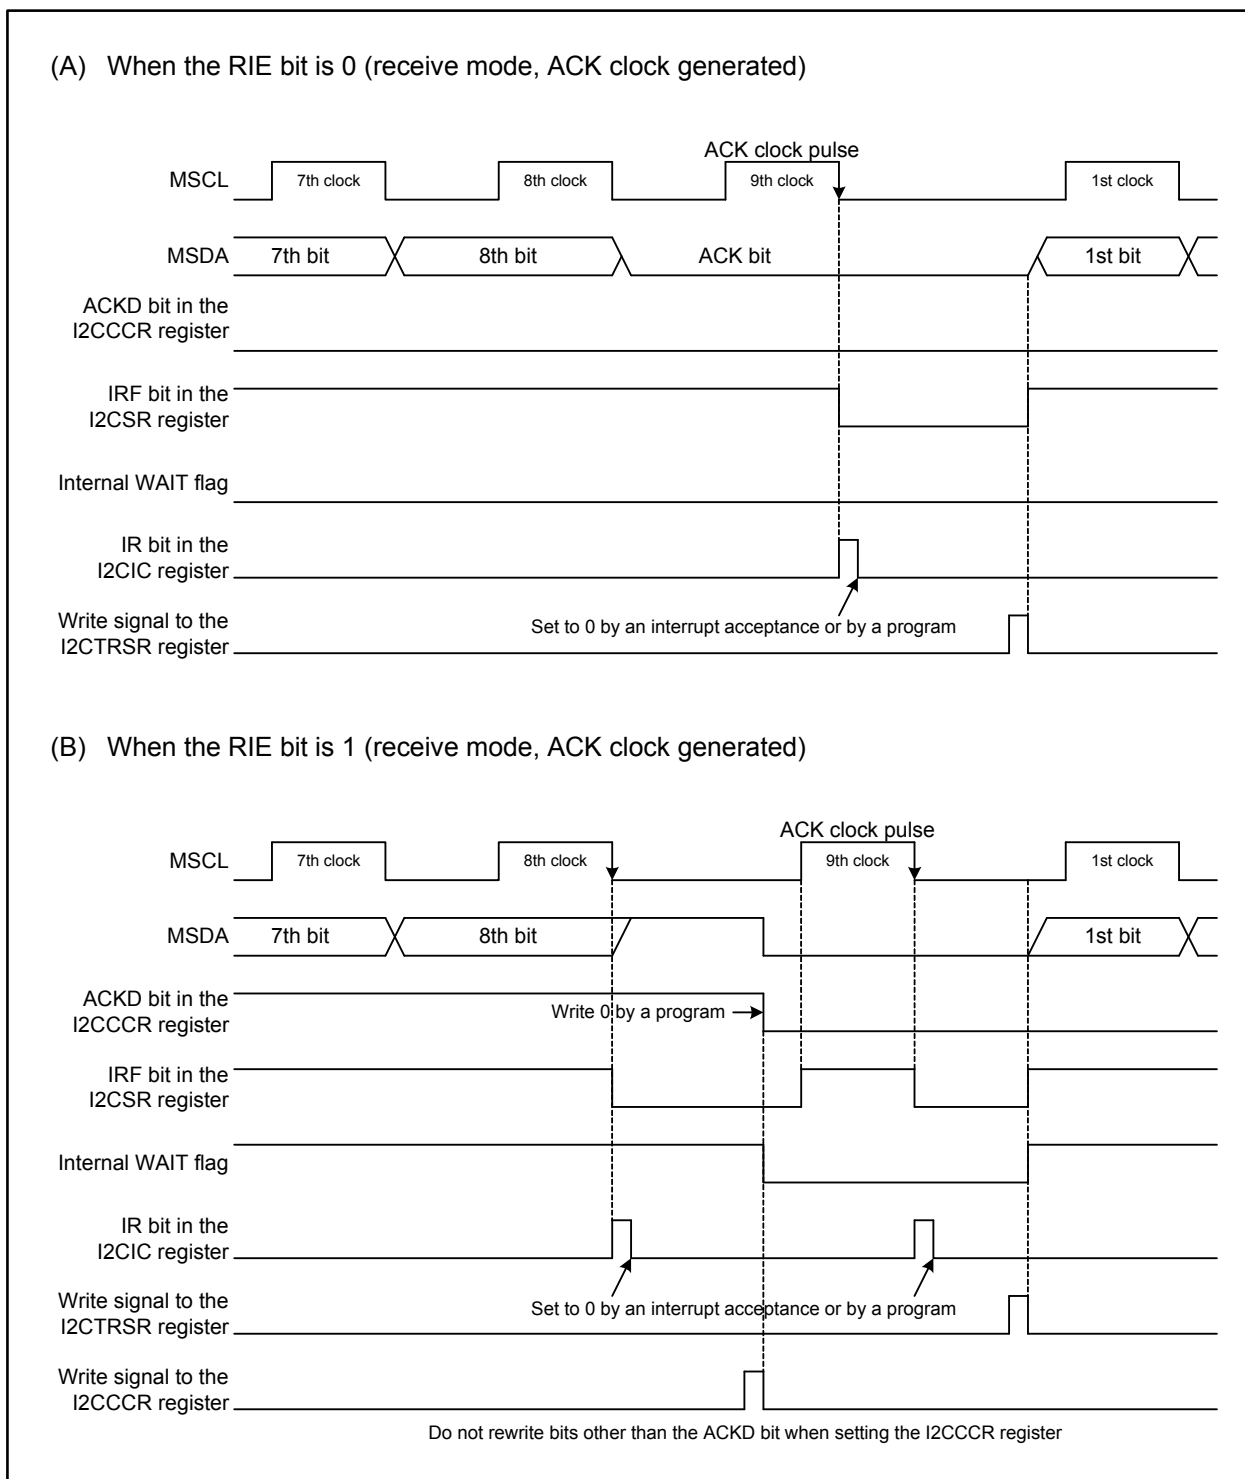 (A) When the RIE bit is 0 (receive mode, ACK clock generated)
ACK clock pulse
MSCL
7th clock
8th clock
9th clock
1st clock
MSDA
7th bit
8th bit
ACK bit
1st bit
ACKD bit in the
I2CCCR register
IRF bit in the
I2CSR register
Internal WAIT flag
IR bit in the
I2CIC register
Set to 0 by an interrupt acceptance or by a program
Write signal to the
I2CTRSR register
(B) When the RIE bit is 1 (receive mode, ACK clock generated)
ACK clock pulse
MSCL
7th clock
8th clock
9th clock
1st clock
MSDA
7th bit
8th bit
1st bit
ACKD bit in the
I2CCCR register
Write 0 by a program
IRF bit in the
I2CSR register
Internal WAIT flag
IR bit in the
I2CIC register
Set to 0 by an interrupt acceptance or by a program
Write signal to the
I2CTRSR register
Write signal to the
I2CCCR register
Do not rewrite bits other than the ACKD bit when setting the I2CCCR register